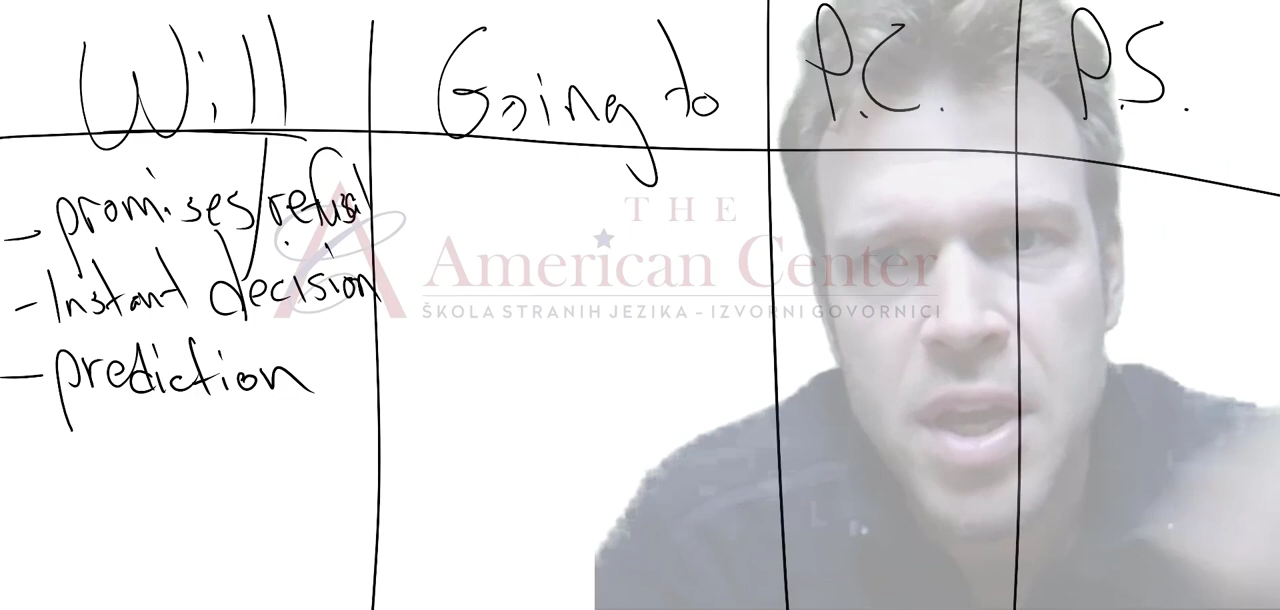 Will Going to P.C. P.S.
- promises/refusal
- Instant decision
- prediction
THE
American Center
ŠKOLA STRANIH JEZIKA - IZVORNI GOVORNICI